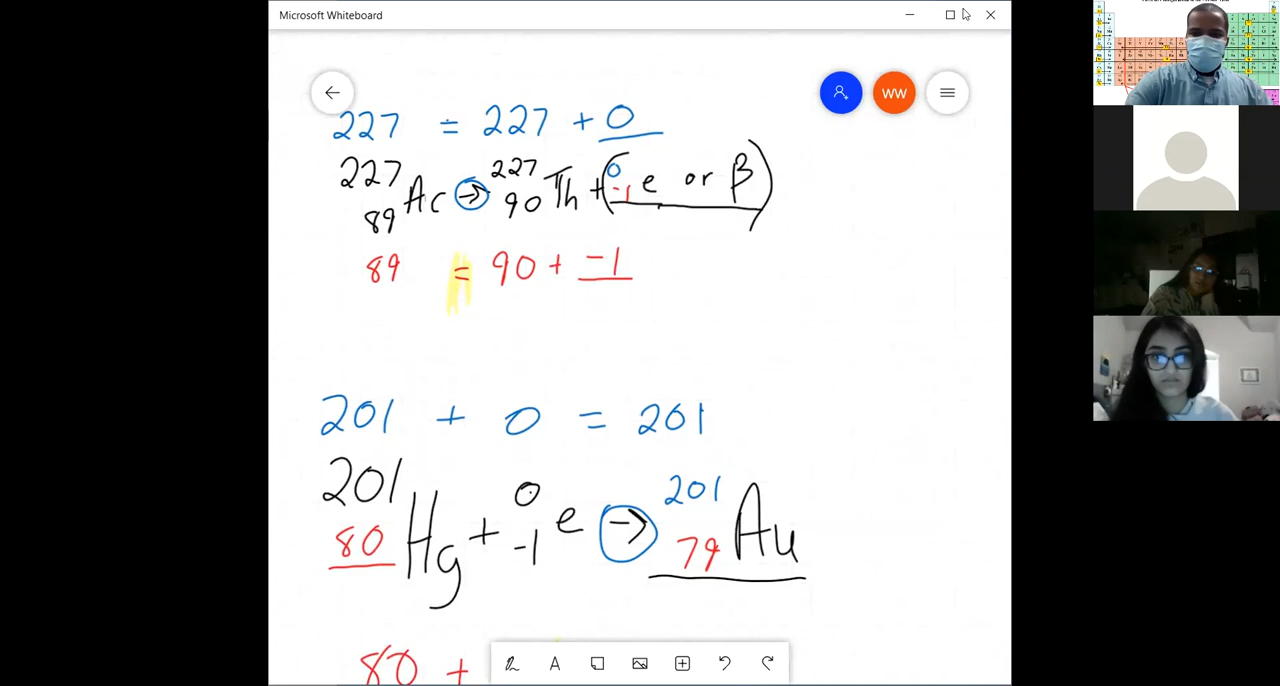 Microsoft Whiteboard
WW
227 = 227 + 0
227 89 Ac → 227 90 Th + ( 0 -1 e or β )
89 = 90 + -1
201 + 0 = 201
201 80 Hg + 0 -1 e → 201 79 Au
80 +
A